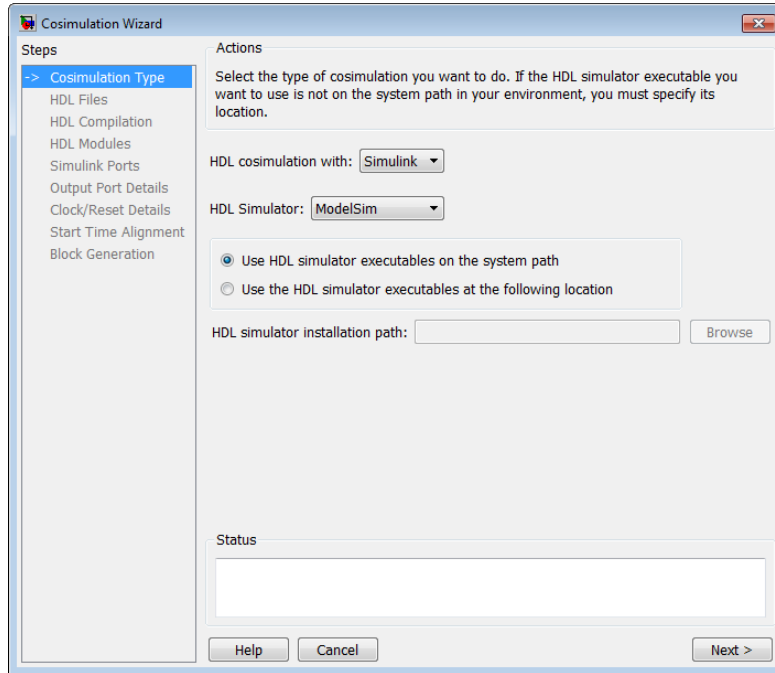 Cosimulation Wizard
Steps
-> Cosimulation Type
HDL Files
HDL Compilation
HDL Modules
Simulink Ports
Output Port Details
Clock/Reset Details
Start Time Alignment
Block Generation
Actions
Select the type of cosimulation you want to do. If the HDL simulator executable you
want to use is not on the system path in your environment, you must specify its
location.
HDL cosimulation with: Simulink
HDL Simulator: ModelSim
Use HDL simulator executables on the system path
Use the HDL simulator executables at the following location
HDL simulator installation path: Browse
Status
Help Cancel Next >